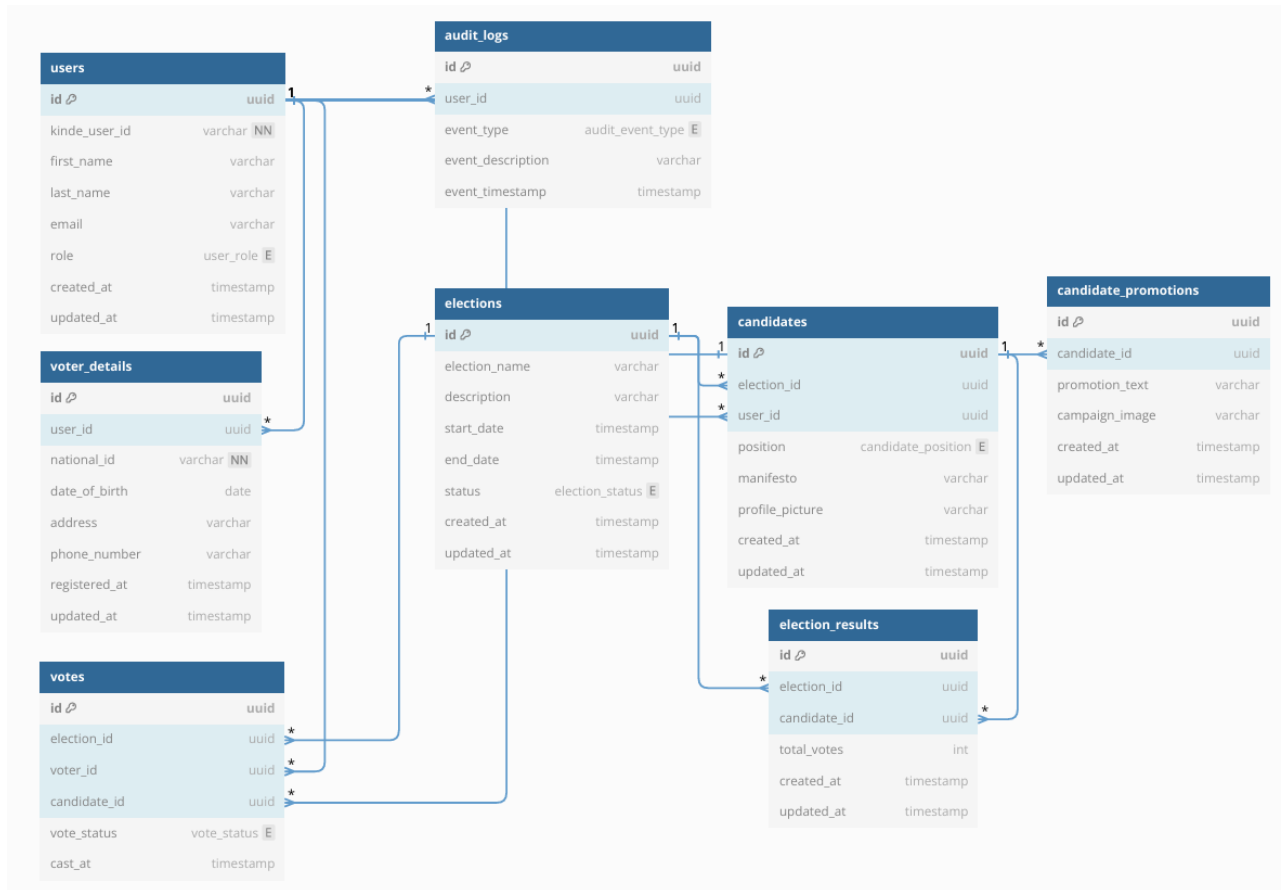 users
id uuid
kinde_user_id varchar NN
first_name varchar
last_name varchar
email varchar
role user_role E
created_at timestamp
updated_at timestamp
voter_details
id uuid
user_id uuid
national_id varchar NN
date_of_birth date
address varchar
phone_number varchar
registered_at timestamp
updated_at timestamp
votes
id uuid
election_id uuid
voter_id uuid
candidate_id uuid
vote_status vote_status E
cast_at timestamp
audit_logs
id uuid
user_id uuid
event_type audit_event_type E
event_description varchar
event_timestamp timestamp
elections
id uuid
election_name varchar
description varchar
start_date timestamp
end_date timestamp
status election_status E
created_at timestamp
updated_at timestamp
candidates
id uuid
election_id uuid
user_id uuid
position candidate_position E
manifesto varchar
profile_picture varchar
created_at timestamp
updated_at timestamp
election_results
id uuid
election_id uuid
candidate_id uuid
total_votes int
created_at timestamp
updated_at timestamp
candidate_promotions
id uuid
candidate_id uuid
promotion_text varchar
campaign_image varchar
created_at timestamp
updated_at timestamp
1
*
*
*
*
*
1
1
1
*
*
*
1
*
*